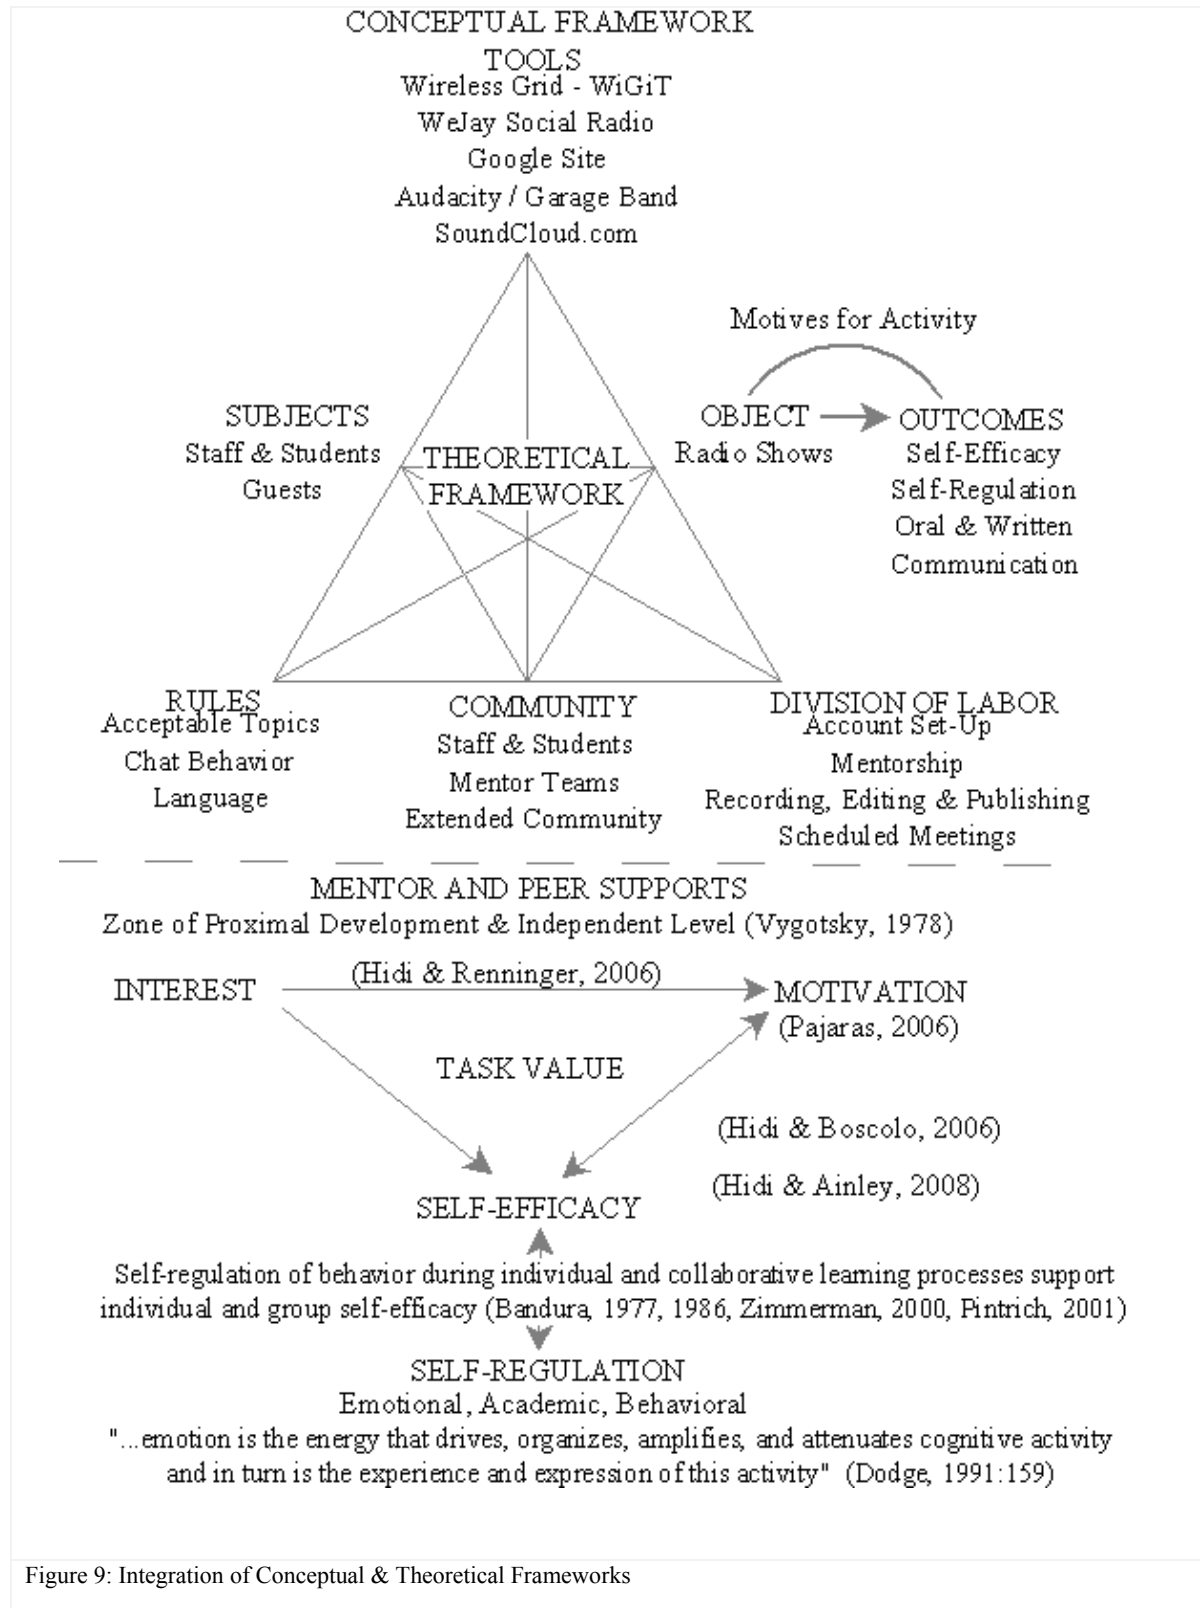 CONCEPTUAL FRAMEWORK
TOOLS
Wireless Grid - WiGiT
WeJay Social Radio
Google Site
Audacity / Garage Band
SoundCloud.com
Motives for Activity
SUBJECTS
Staff & Students
Guests
THEORETICAL
FRAMEWORK
OBJECT
Radio Shows
OUTCOMES
Self-Efficacy
Self-Regulation
Oral & Written
Communication
RULES
Acceptable Topics
Chat Behavior
Language
COMMUNITY
Staff & Students
Mentor Teams
Extended Community
DIVISION OF LABOR
Account Set-Up
Mentorship
Recording, Editing & Publishing
Scheduled Meetings
MENTOR AND PEER SUPPORTS
Zone of Proximal Development & Independent Level (Vygotsky, 1978)
(Hidi & Renninger, 2006)
INTEREST
MOTIVATION
(Pajaras, 2006)
TASK VALUE
(Hidi & Boscolo, 2006)
(Hidi & Ainley, 2008)
SELF-EFFICACY
Self-regulation of behavior during individual and collaborative learning processes support
individual and group self-efficacy (Bandura, 1977, 1986, Zimmerman, 2000, Pintrich, 2001)
SELF-REGULATION
Emotional, Academic, Behavioral
"...emotion is the energy that drives, organizes, amplifies, and attenuates cognitive activity
and in turn is the experience and expression of this activity" (Dodge, 1991:159)
Figure 9: Integration of Conceptual & Theoretical Frameworks